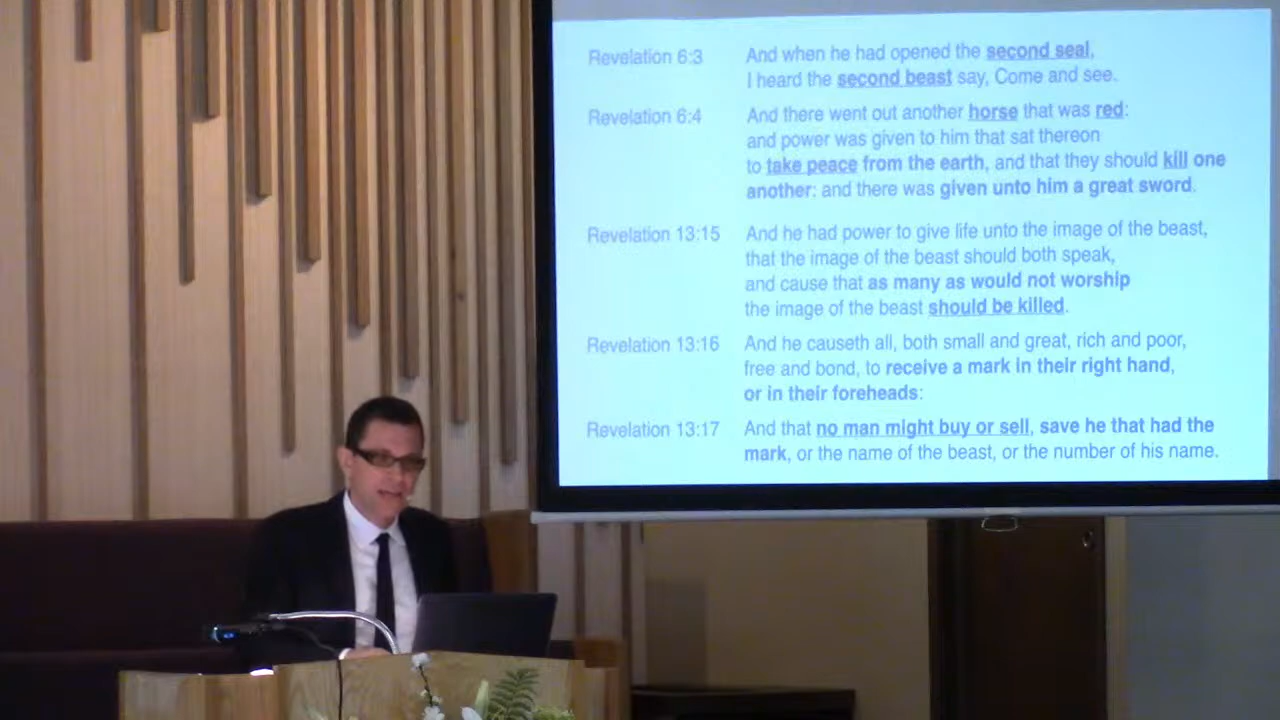 Revelation 6:3 And when he had opened the second seal,
I heard the second beast say, Come and see.
Revelation 6:4 And there went out another horse that was red:
and power was given to him that sat thereon
to take peace from the earth, and that they should kill one
another: and there was given unto him a great sword.
Revelation 13:15 And he had power to give life unto the image of the beast,
that the image of the beast should both speak,
and cause that as many as would not worship
the image of the beast should be killed.
Revelation 13:16 And he causeth all, both small and great, rich and poor,
free and bond, to receive a mark in their right hand,
or in their foreheads:
Revelation 13:17 And that no man might buy or sell, save he that had the
mark, or the name of the beast, or the number of his name.